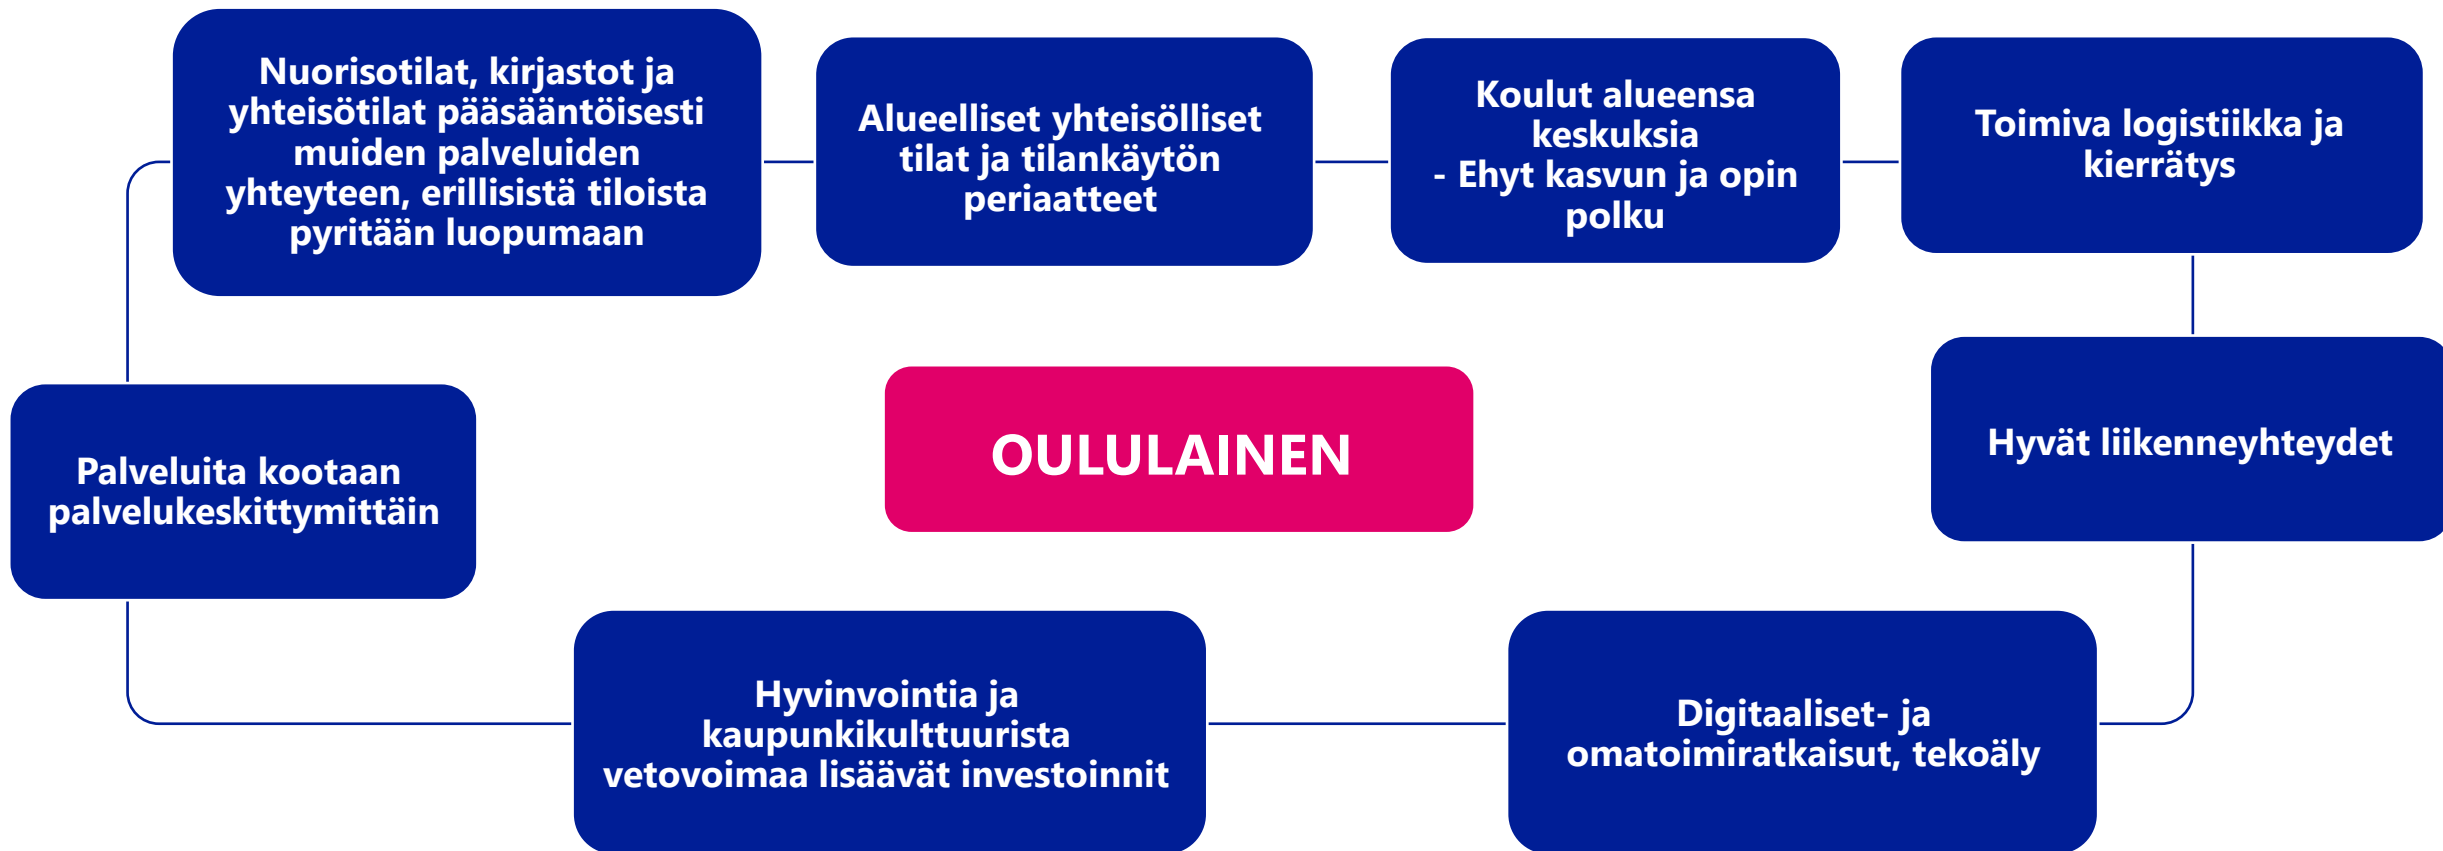 Nuorisotilat, kirjastot ja
yhteisötilat pääsääntöisesti
muiden palveluiden
yhteyteen, erillisistä tiloista
pyritään luopumaan
Alueelliset yhteisölliset
tilat ja tilankäytön
periaatteet
Koulut alueensa
keskuksia
- Ehyt kasvun ja opin
polku
Toimiva logistiikka ja
kierrätys
Palveluita kootaan
palvelukeskittymittäin
OULULAINEN
Hyvät liikenneyhteydet
Hyvinvointia ja
kaupunkikulttuurista
vetovoimaa lisäävät investoinnit
Digitaaliset- ja
omatoimiratkaisut, tekoäly